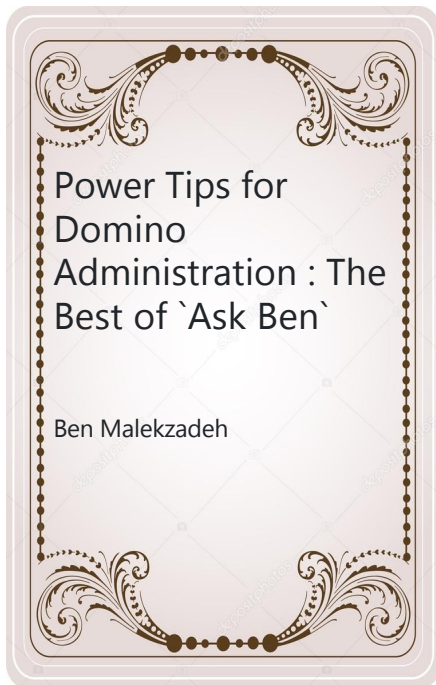 Power Tips for
Domino
Administration : The
Best of `Ask Ben`
Ben Malekzadeh